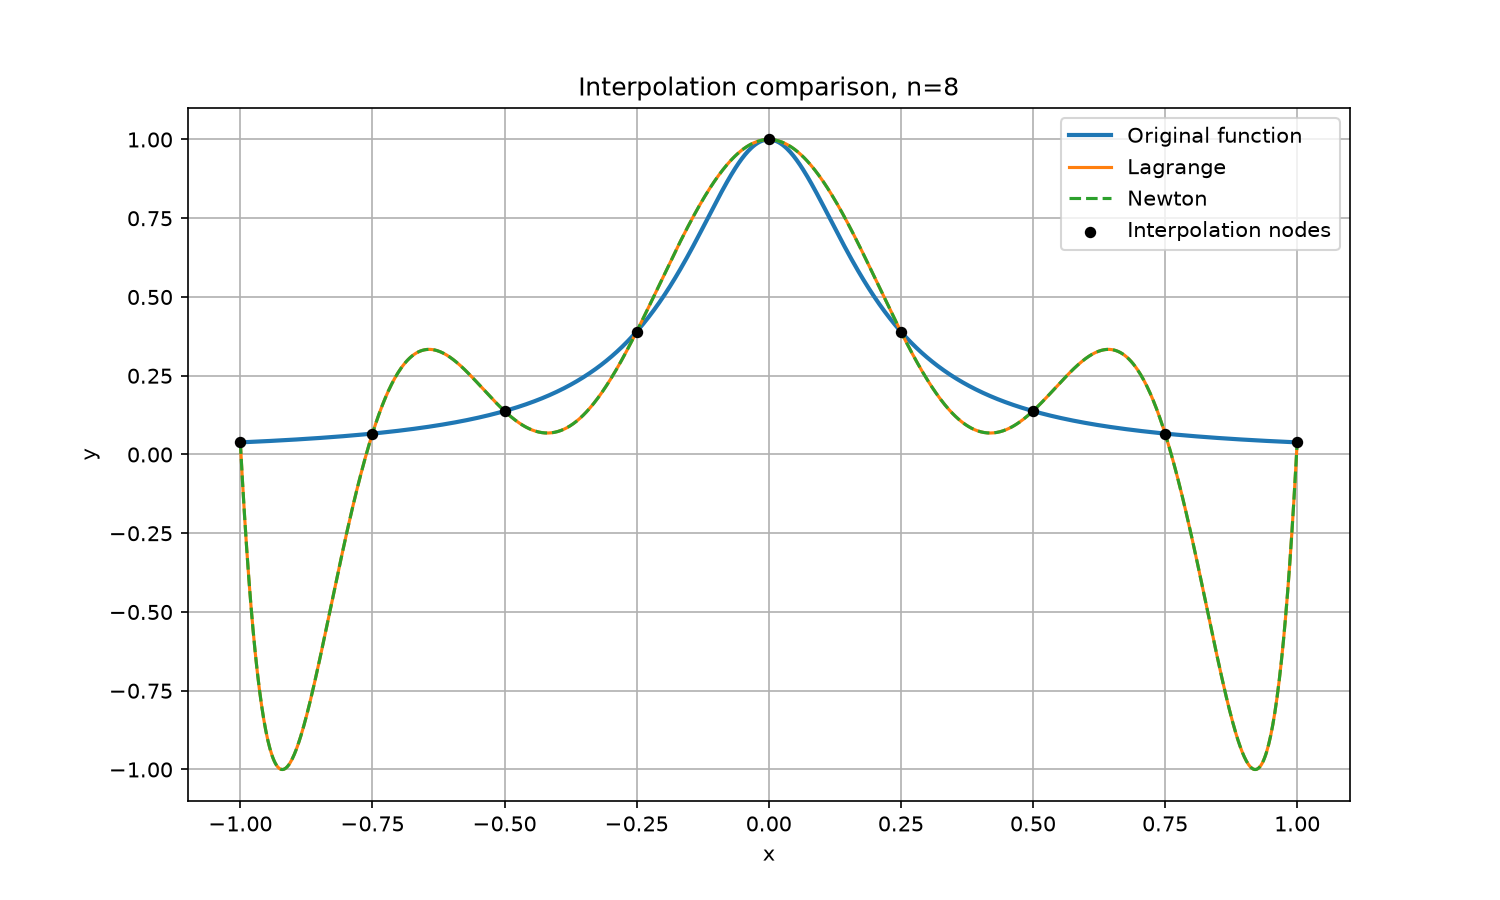 Interpolation comparison, n=8
Original function
Lagrange
Newton
Interpolation nodes
1.00
0.75
0.50
0.25
0.00
−0.25
−0.50
−0.75
−1.00
y
−1.00 −0.75 −0.50 −0.25 0.00 0.25 0.50 0.75 1.00
x